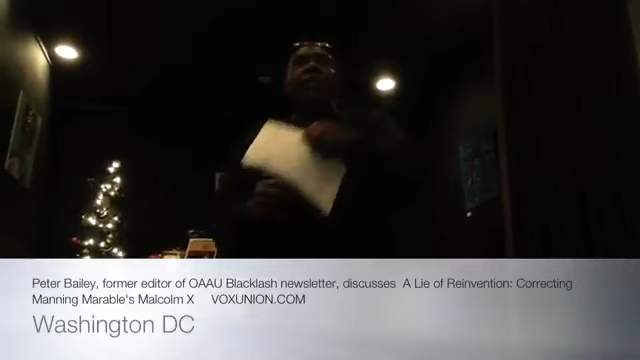 Peter Bailey, former editor of OAAU Blacklash newsletter, discusses A Lie of Reinvention: Correcting
Manning Marable's Malcolm X VOXUNION.COM
Washington DC